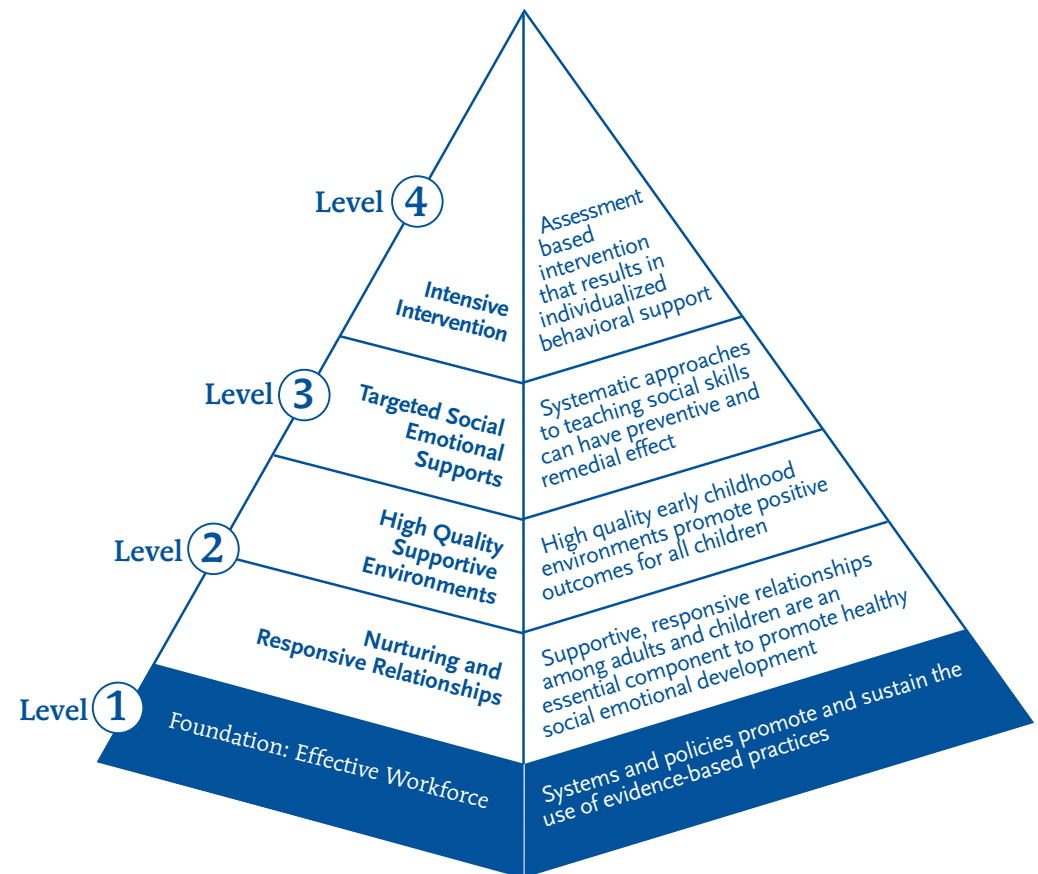 Level 4
Intensive
Intervention
Assessment
based
intervention
that results in
individualized
behavioral support
Level 3
Targeted Social
Emotional
Supports
Systematic approaches
to teaching social skills
can have preventive and
remedial effect
Level 2
High Quality
Supportive
Environments
High quality early childhood
environments promote positive
outcomes for all children
Nurturing and
Responsive Relationships
Supportive, responsive relationships
among adults and children are an
essential component to promote healthy
social emotional development
Level 1
Foundation: Effective Workforce
Systems and policies promote and sustain the
use of evidence-based practices